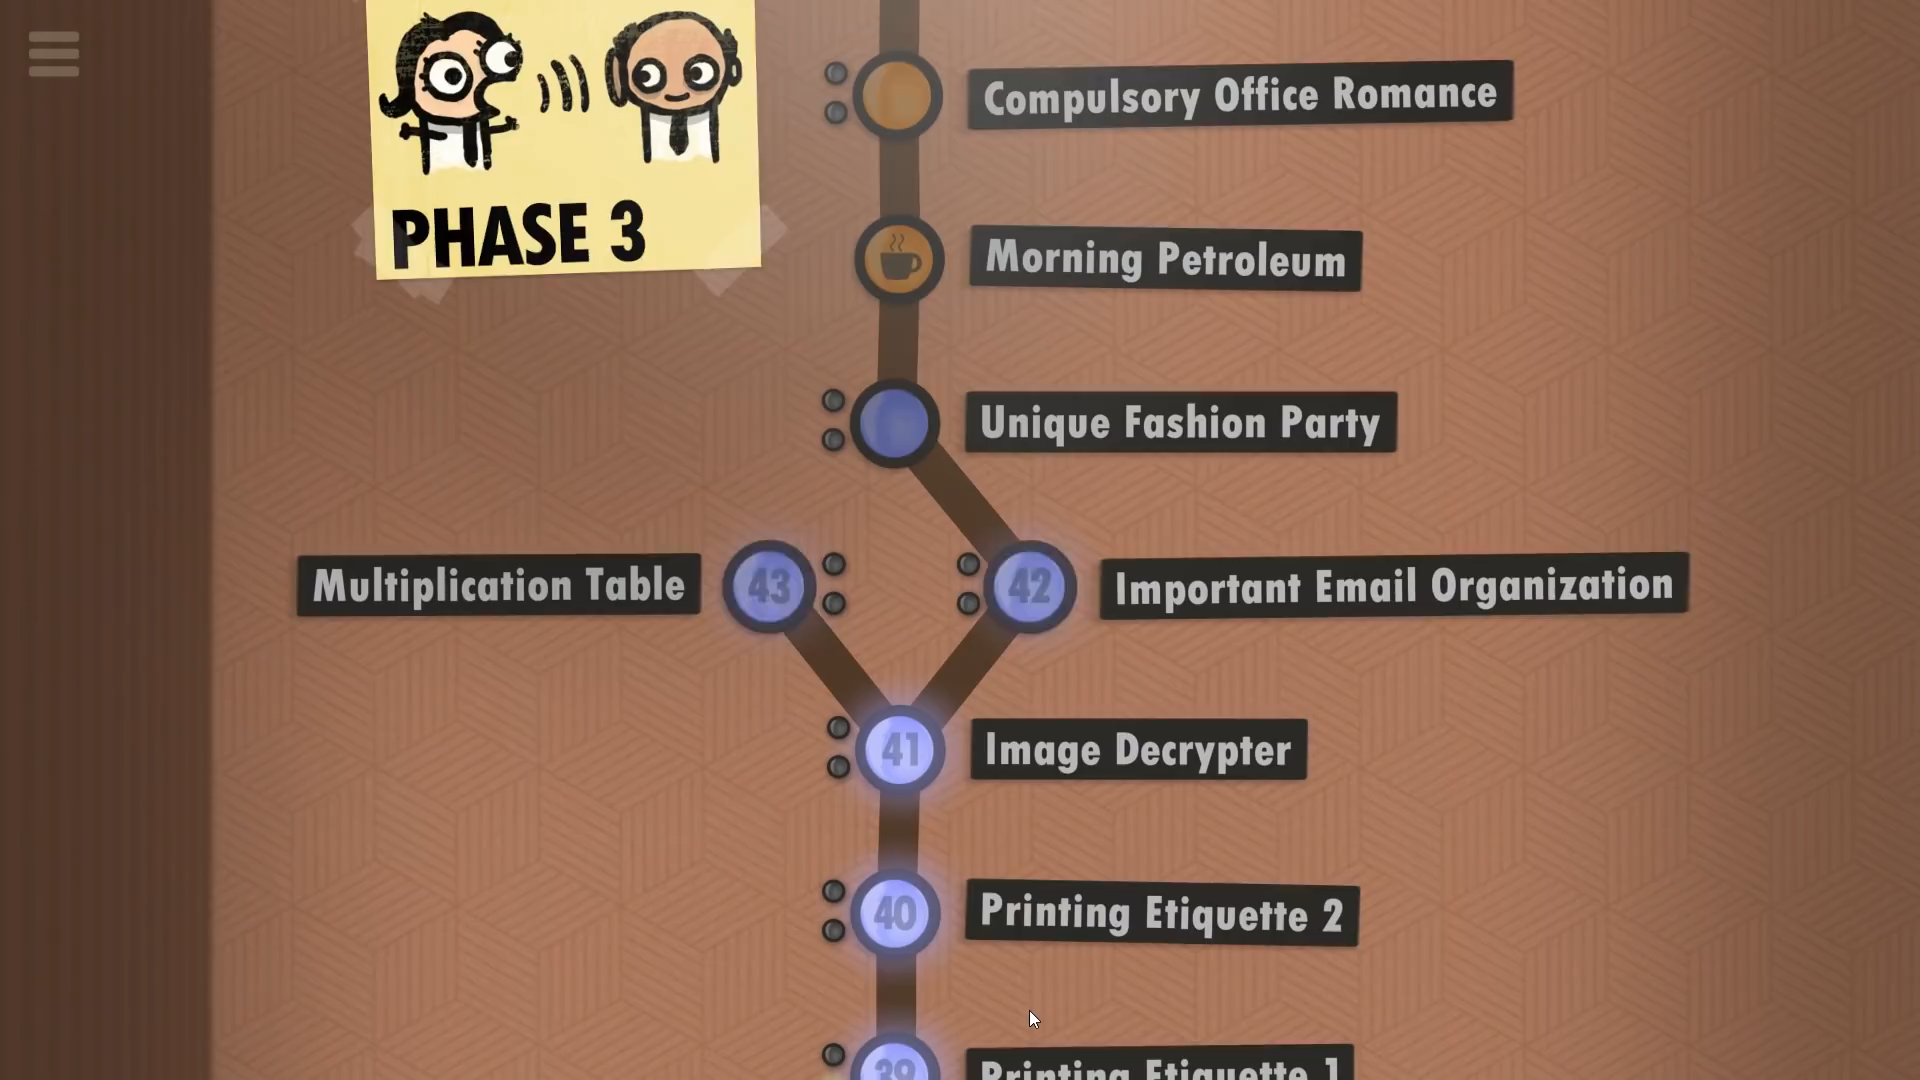 Compulsory Office Romance
PHASE 3
Morning Petroleum
Unique Fashion Party
Multiplication Table
43
42
Important Email Organization
41
Image Decrypter
40
Printing Etiquette 2
39
Printing Etiquette 1